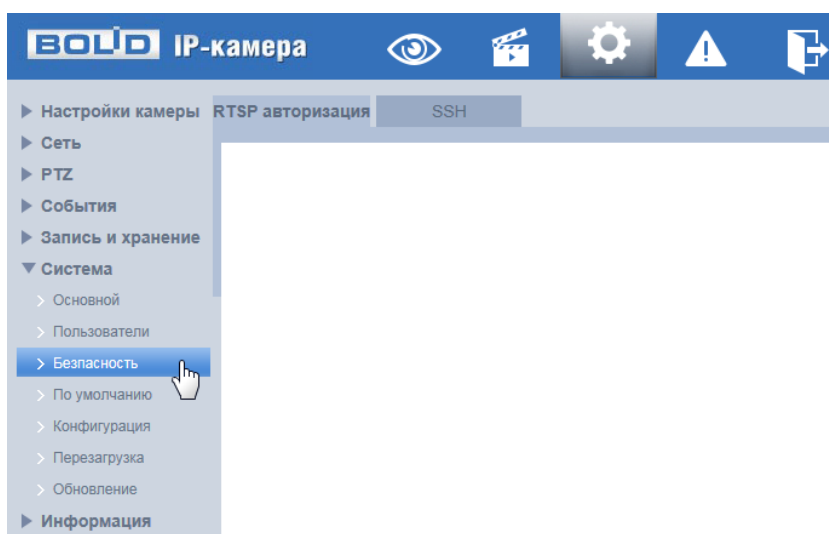 BOLID IP-камера
Настройки камеры
RTSP авторизация
SSH
Сеть
PTZ
События
Запись и хранение
Система
Основной
Пользователи
Безпасность
По умолчанию
Конфигурация
Перезагрузка
Обновление
Информация